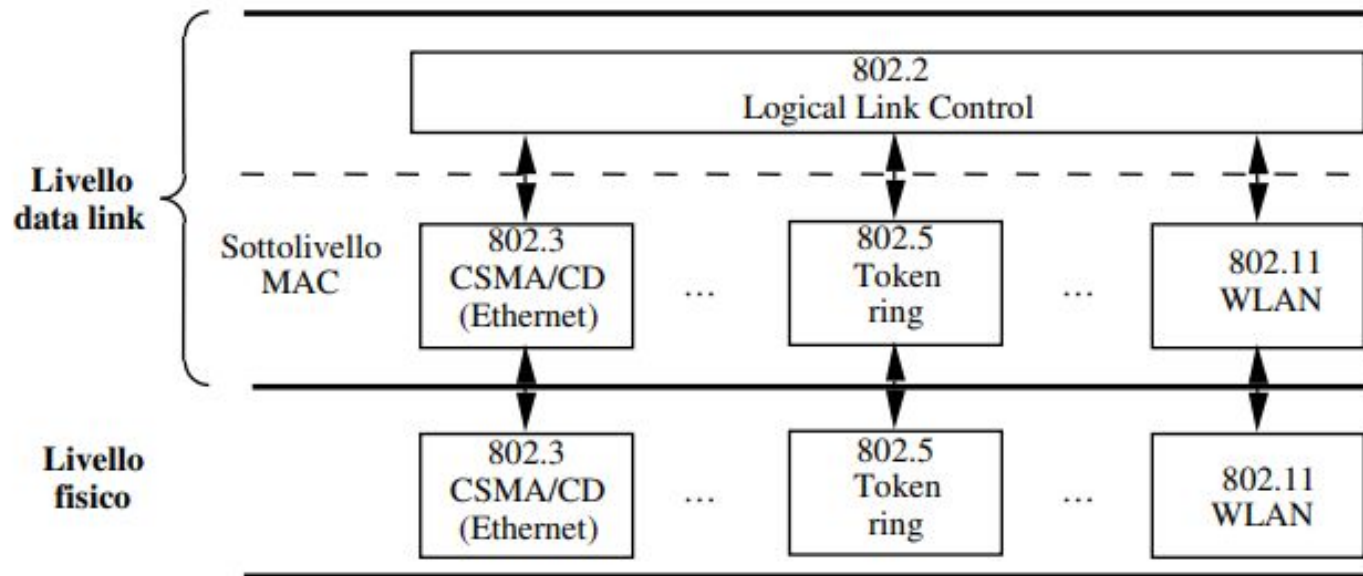 802.2
Logical Link Control
Livello
data link
Sottolivello
MAC
802.3
CSMA/CD
(Ethernet)
...
802.5
Token
ring
...
802.11
WLAN
Livello
fisico
802.3
CSMA/CD
(Ethernet)
...
802.5
Token
ring
...
802.11
WLAN